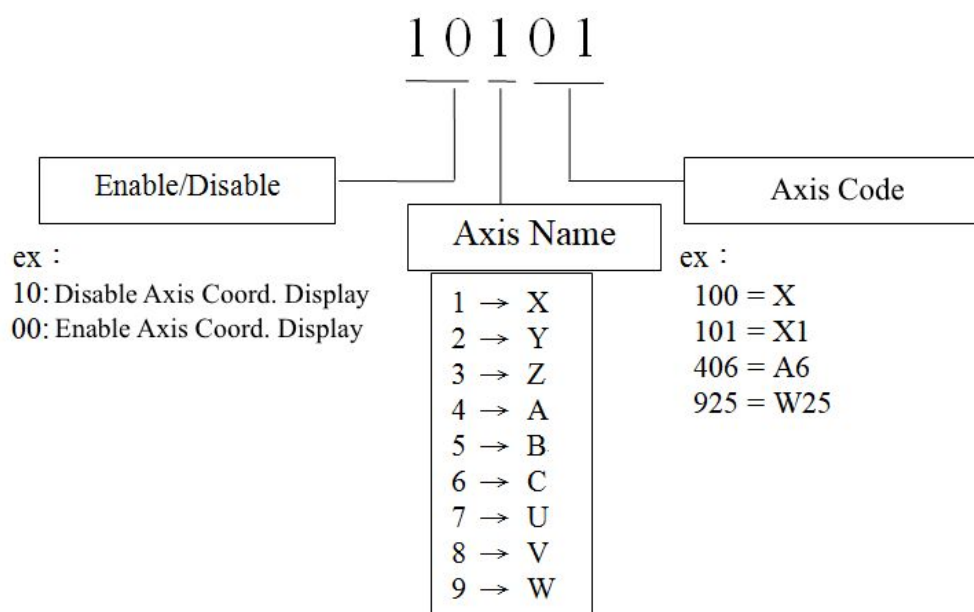 10101
Enable/Disable
Axis Code
Axis Name
ex：
10: Disable Axis Coord. Display
00: Enable Axis Coord. Display
1 → X
2 → Y
3 → Z
4 → A
5 → B
6 → C
7 → U
8 → V
9 → W
ex：
100 = X
101 = X1
406 = A6
925 = W25